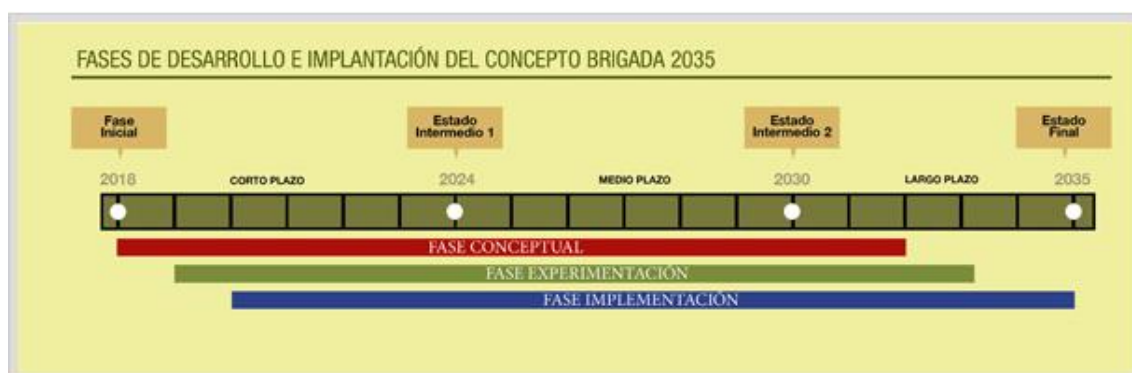 FASES DE DESARROLLO E IMPLANTACIÓN DEL CONCEPTO BRIGADA 2035
Fase
Inicial
Estado
Intermedio 1
Estado
Intermedio 2
Estado
Final
2018
CORTO PLAZO
2024
MEDIO PLAZO
2030
LARGO PLAZO
2035
FASE CONCEPTUAL
FASE EXPERIMENTACIÓN
FASE IMPLEMENTACIÓN